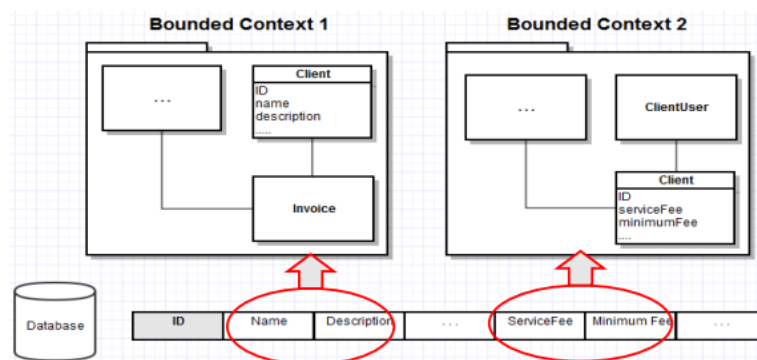 Bounded Context 1
Bounded Context 2
...
Client
ID
name
description
.....
Invoice
...
ClientUser
Client
ID
serviceFee
minimumFee
....
Database
ID
Name
Description
...
ServiceFee
Minimum Fee
...